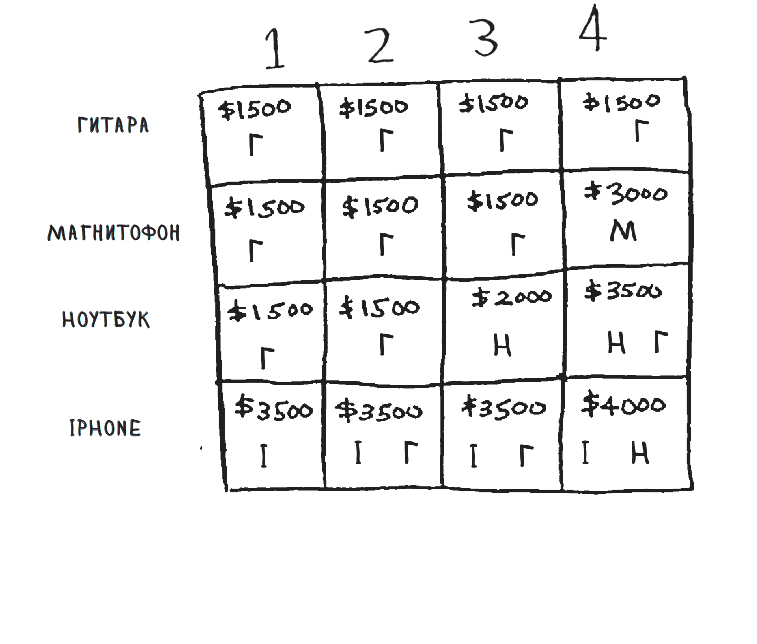 1 2 3 4
ГИТАРА $1500 $1500 $1500 $1500
Г Г Г Г
МАГНИТОФОН $1500 $1500 $1500 $3000
Г Г Г М
НОУТБУК $1500 $1500 $2000 $3500
Г Г Н Н Г
IPHONE $3500 $3500 $3500 $4000
I I Г I Г I Н